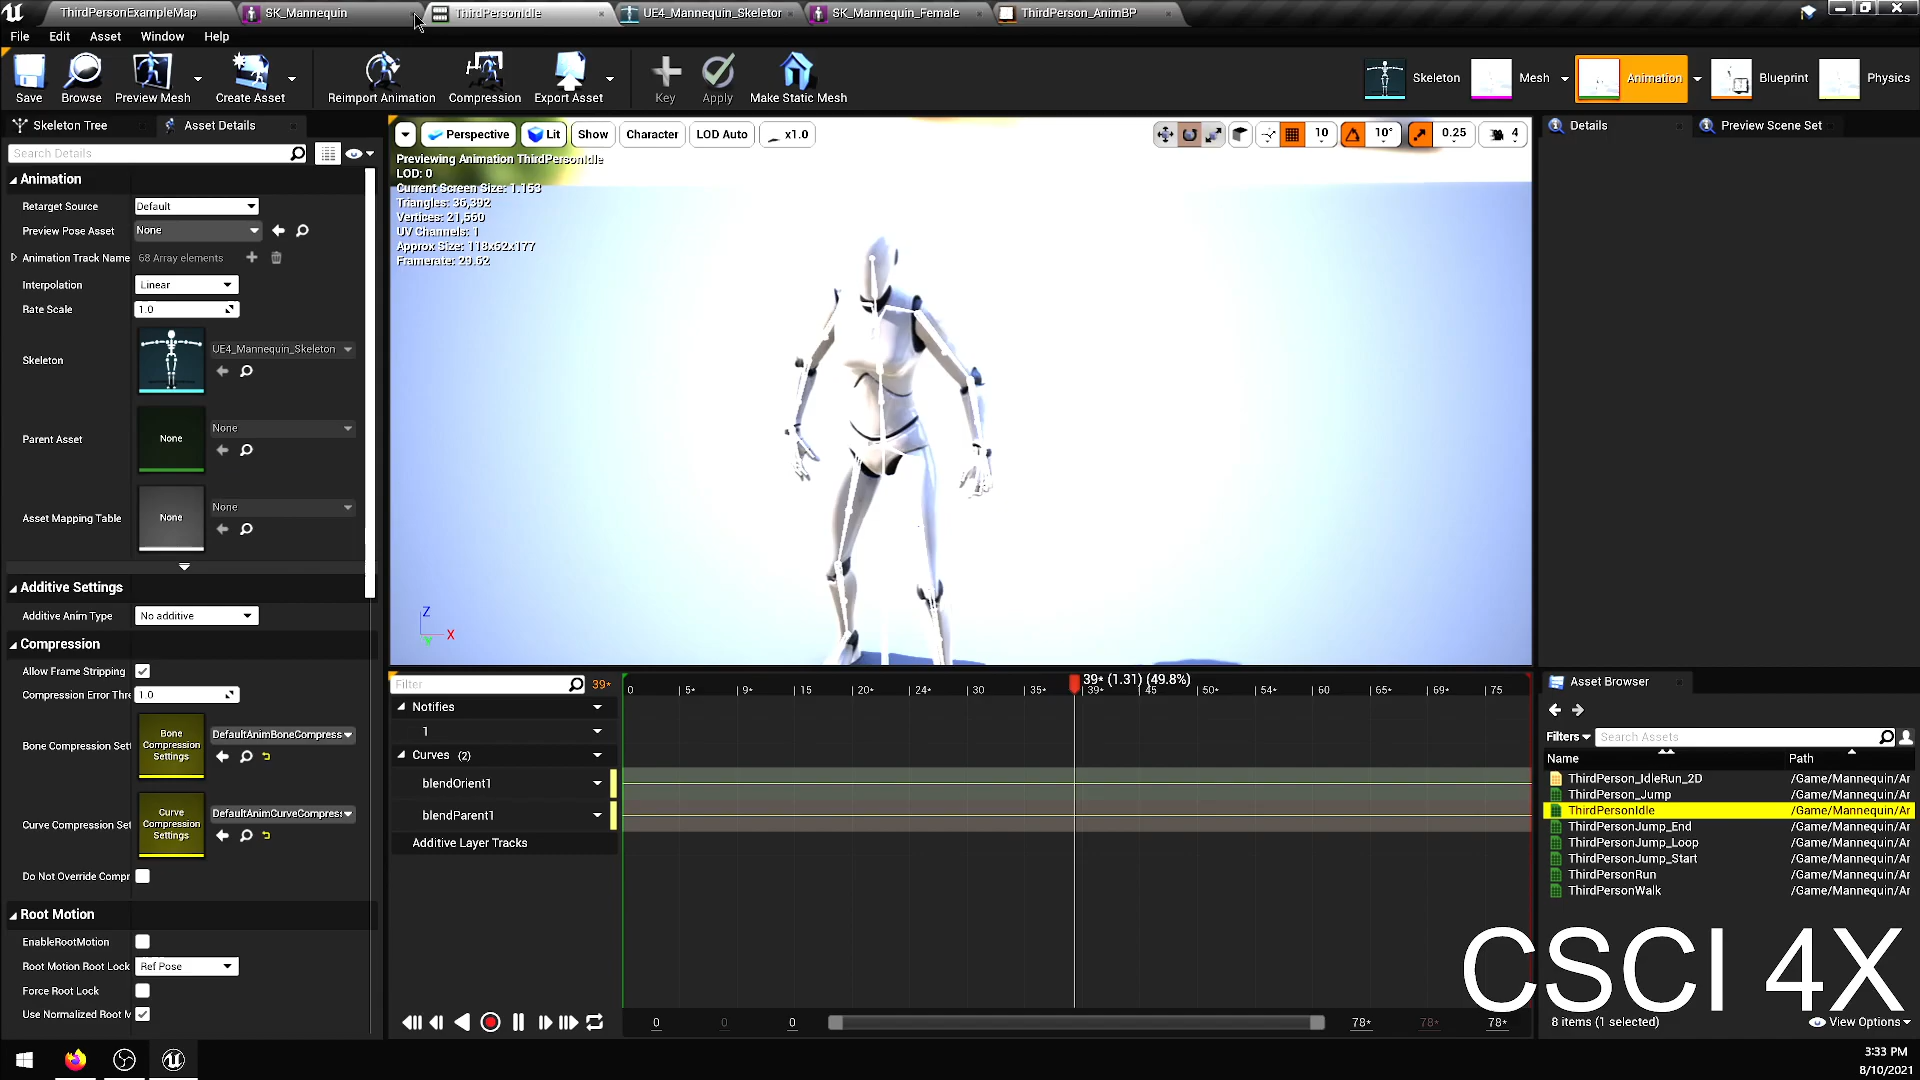 ThirdPersonExampleMap SK_Mannequin ThirdPersonIdle UE4_Mannequin_Skeletor SK_Mannequin_Female ThirdPerson_AnimBP
File Edit Asset Window Help
Save Browse Preview Mesh Create Asset Reimport Animation Compression Export Asset Key Apply Make Static Mesh Skeleton Mesh Animation Blueprint Physics
Skeleton Tree Asset Details
Search Details
Animation
Retarget Source Default
Preview Pose Asset None
Animation Track Name 68 Array elements
Interpolation Linear
Rate Scale 1.0
Skeleton UE4_Mannequin_Skeleton
Parent Asset None None
Asset Mapping Table None None
Additive Settings
Additive Anim Type No additive
Compression
Allow Frame Stripping
Compression Error Thre 1.0
Bone Compression Sett Bone Compression Settings DefaultAnimBoneCompress
Curve Compression Set Curve Compression Settings DefaultAnimCurveCompress
Do Not Override Compr
Root Motion
EnableRootMotion
Root Motion Root Lock Ref Pose
Force Root Lock
Use Normalized Root M
Perspective Lit Show Character LOD Auto x1.0 10 10° 0.25 4
Previewing Animation ThirdPersonIdle
LOD: 0
Current Screen Size: 1.153
Triangles: 36,392
Vertices: 21,560
UV Channels: 1
Approx Size: 118x52x177
Framerate: 29.62
Z
X
Y
Filter 39*
39* (1.31) (49.8%)
0 5* 9* 15 20* 24* 30 35* 39* 45 50* 54* 60 65* 69* 75
Notifies
1
Curves (2)
blendOrient1
blendParent1
Additive Layer Tracks
0 0 0 78* 78* 78*
Details Preview Scene Set
Asset Browser
Filters Search Assets
Name Path
ThirdPerson_IdleRun_2D /Game/Mannequin/Ar
ThirdPerson_Jump /Game/Mannequin/Ar
ThirdPersonIdle /Game/Mannequin/Ar
ThirdPersonJump_End /Game/Mannequin/Ar
ThirdPersonJump_Loop /Game/Mannequin/Ar
ThirdPersonJump_Start /Game/Mannequin/Ar
ThirdPersonRun /Game/Mannequin/Ar
ThirdPersonWalk /Game/Mannequin/Ar
CSCI 4X
8 items (1 selected) View Options
3:33 PM
8/10/2021